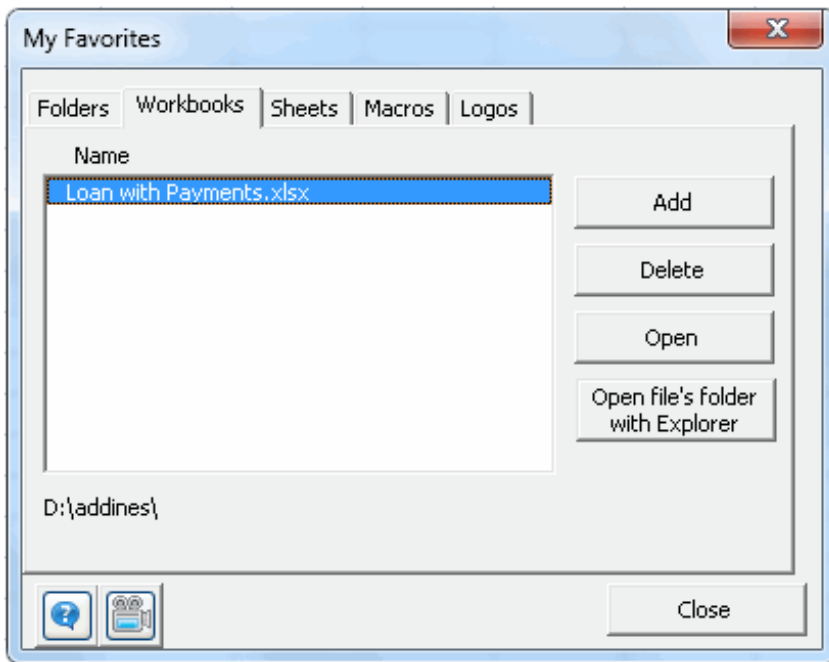 My Favorites
x
Folders Workbooks Sheets Macros Logos
Name
Loan with Payments.xlsx
Add
Delete
Open
Open file's folder
with Explorer
D:\addines\
?
Close